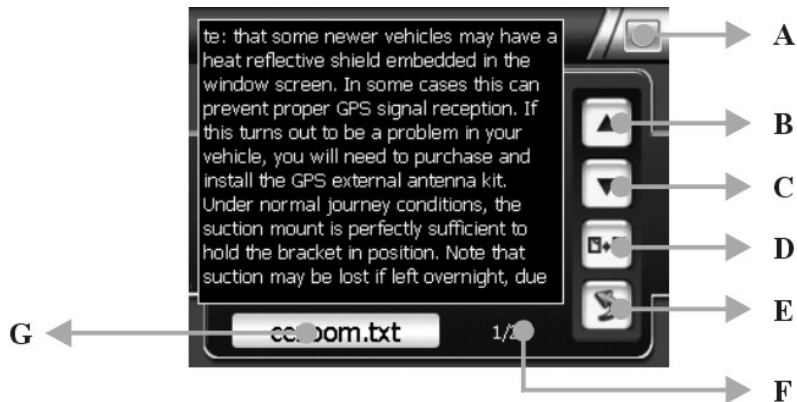 te: that some newer vehicles may have a
heat reflective shield embedded in the
window screen. In some cases this can
prevent proper GPS signal reception. If
this turns out to be a problem in your
vehicle, you will need to purchase and
install the GPS external antenna kit.
Under normal journey conditions, the
suction mount is perfectly sufficient to
hold the bracket in position. Note that
suction may be lost if left overnight, due
A
B
C
D
E
G
1/2
F